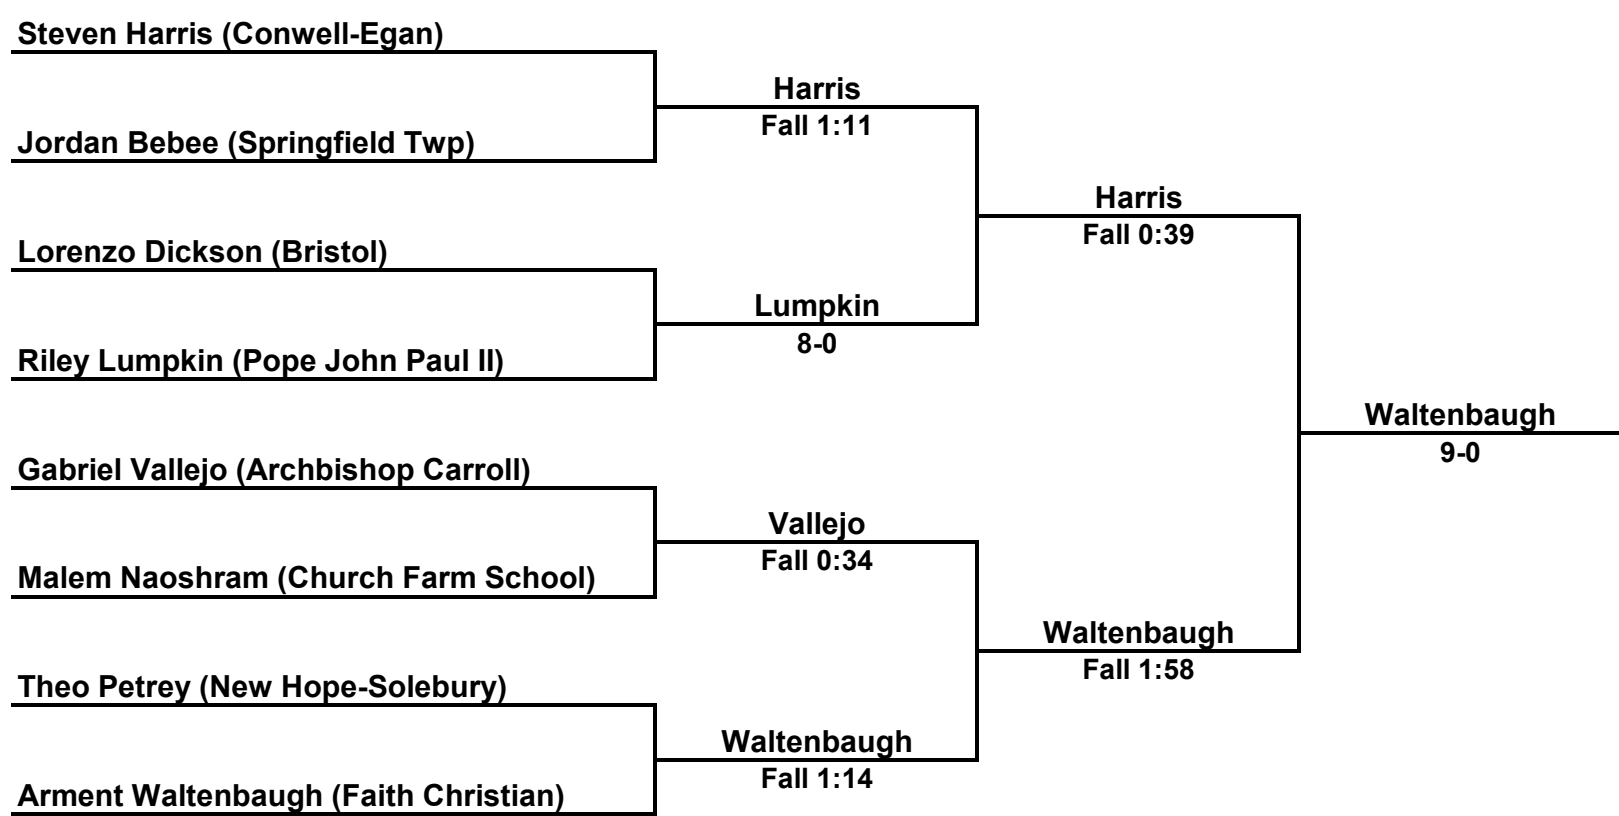 Steven Harris (Conwell-Egan)
Harris
Fall 1:11
Jordan Bebee (Springfield Twp)
Harris
Fall 0:39
Lorenzo Dickson (Bristol)
Lumpkin
8-0
Riley Lumpkin (Pope John Paul II)
Waltenbaugh
9-0
Gabriel Vallejo (Archbishop Carroll)
Vallejo
Fall 0:34
Malem Naoshram (Church Farm School)
Waltenbaugh
Fall 1:58
Theo Petrey (New Hope-Solebury)
Waltenbaugh
Fall 1:14
Arment Waltenbaugh (Faith Christian)